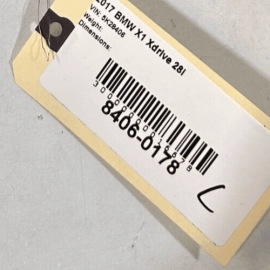 2017 BMW X1 Xdrive 28I
VIN: 5K28406
Weight:
Dimensions:
8406-0178
L